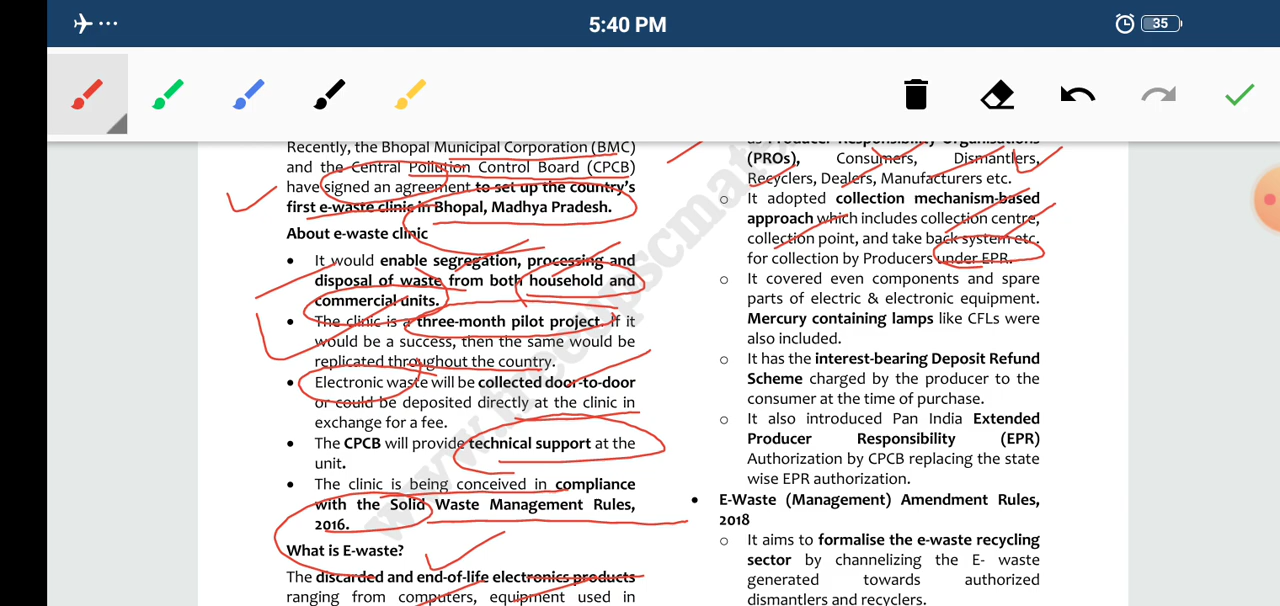 5:40 PM
35
Recently, the Bhopal Municipal Corporation (BMC)
and the Central Pollution Control Board (CPCB)
have signed an agreement to set up the country's
first e-waste clinic in Bhopal, Madhya Pradesh.
About e-waste clinic
• It would enable segregation, processing and
disposal of waste from both household and
commercial units.
• The clinic is a three-month pilot project. If it
would be a success, then the same would be
replicated throughout the country.
• Electronic waste will be collected door-to-door
or could be deposited directly at the clinic in
exchange for a fee.
• The CPCB will provide technical support at the
unit.
• The clinic is being conceived in compliance
with the Solid Waste Management Rules,
2016.
What is E-waste?
The discarded and end-of-life electronics products
ranging from computers, equipment used in
as Producer Responsibility Organisations
(PROs), Consumers, Dismantlers,
Recyclers, Dealers, Manufacturers etc.
o It adopted collection mechanism-based
approach which includes collection centre,
collection point, and take back system etc.
for collection by Producers under EPR.
o It covered even components and spare
parts of electric & electronic equipment.
Mercury containing lamps like CFLs were
also included.
o It has the interest-bearing Deposit Refund
Scheme charged by the producer to the
consumer at the time of purchase.
o It also introduced Pan India Extended
Producer Responsibility (EPR)
Authorization by CPCB replacing the state
wise EPR authorization.
• E-Waste (Management) Amendment Rules,
2018
o It aims to formalise the e-waste recycling
sector by channelizing the E- waste
generated towards authorized
dismantlers and recyclers.